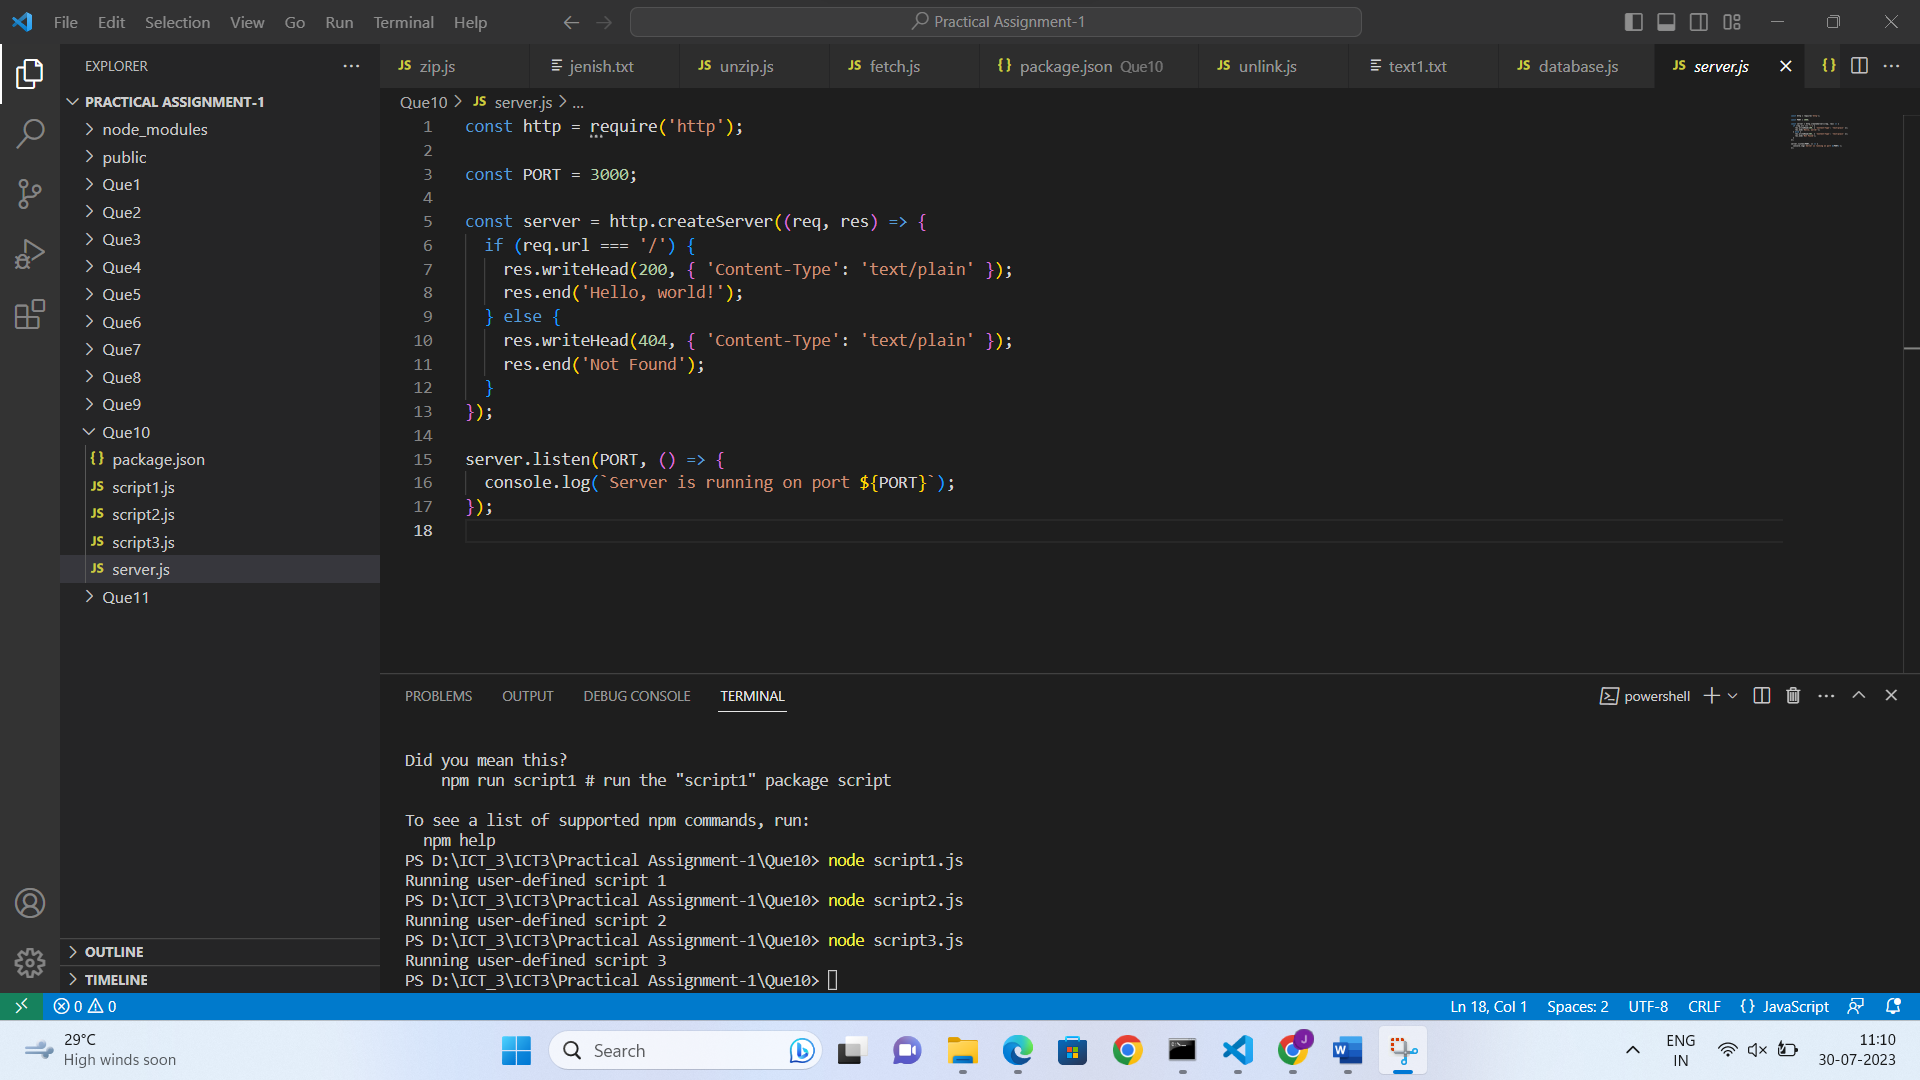 File Edit Selection View Go Run Terminal Help
Practical Assignment-1
EXPLORER
PRACTICAL ASSIGNMENT-1
node_modules
public
Que1
Que2
Que3
Que4
Que5
Que6
Que7
Que8
Que9
Que10
{} package.json
JS script1.js
JS script2.js
JS script3.js
JS server.js
Que11
OUTLINE
TIMELINE
JS zip.js jenish.txt JS unzip.js JS fetch.js {} package.json Que10 JS unlink.js text1.txt JS database.js JS server.js {}
Que10 > JS server.js > ...
1 const http = require('http');
2
3 const PORT = 3000;
4
5 const server = http.createServer((req, res) => {
6 if (req.url === '/') {
7 res.writeHead(200, { 'Content-Type': 'text/plain' });
8 res.end('Hello, world!');
9 } else {
10 res.writeHead(404, { 'Content-Type': 'text/plain' });
11 res.end('Not Found');
12 }
13 });
14
15 server.listen(PORT, () => {
16 console.log(`Server is running on port ${PORT}`);
17 });
18
PROBLEMS OUTPUT DEBUG CONSOLE TERMINAL
powershell
Did you mean this?
npm run script1 # run the "script1" package script
To see a list of supported npm commands, run:
npm help
PS D:\ICT_3\ICT3\Practical Assignment-1\Que10> node script1.js
Running user-defined script 1
PS D:\ICT_3\ICT3\Practical Assignment-1\Que10> node script2.js
Running user-defined script 2
PS D:\ICT_3\ICT3\Practical Assignment-1\Que10> node script3.js
Running user-defined script 3
PS D:\ICT_3\ICT3\Practical Assignment-1\Que10>
0 0
Ln 18, Col 1 Spaces: 2 UTF-8 CRLF {} JavaScript
29°C
High winds soon
Search
J
W
ENG
IN
11:10
30-07-2023